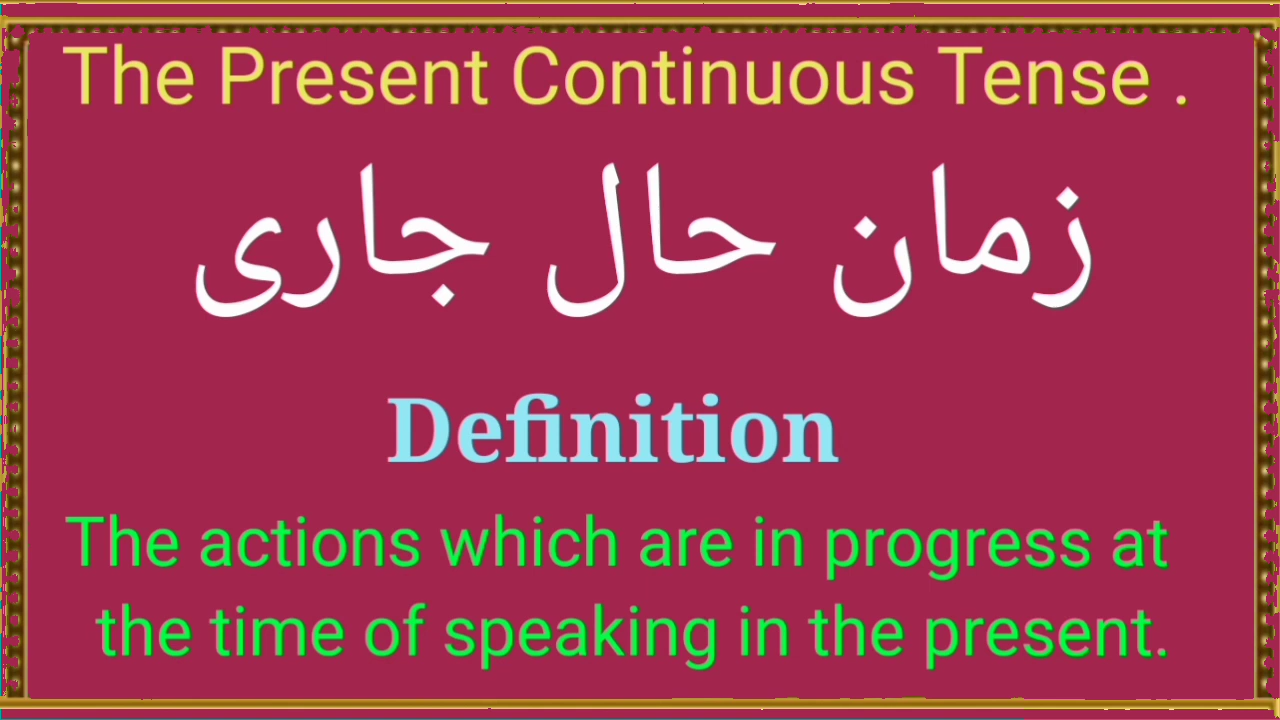 The Present Continuous Tense .
زمان حال جاری
Definition
The actions which are in progress at
the time of speaking in the present.